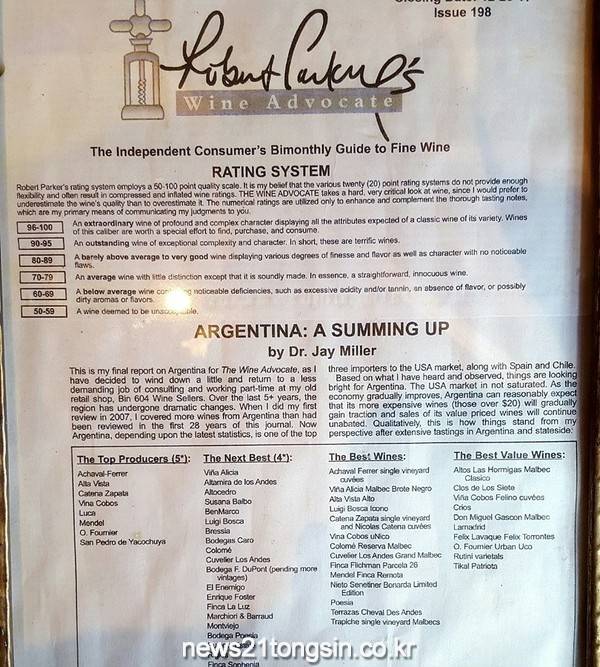 Issue 198
Robert Parker's
Wine Advocate
The Independent Consumer's Bimonthly Guide to Fine Wine
RATING SYSTEM
Robert Parker's rating system employs a 50-100 point quality scale. It is my belief that the various twenty (20) point rating systems do not provide enough
flexibility and often result in compressed and inflated wine ratings. THE WINE ADVOCATE takes a hard, very critical look at wine, since I would prefer to
underestimate the wine's quality than to overestimate it. The numerical ratings are utilized only to enhance and complement the thorough tasting notes,
which are my primary means of communicating my judgments to you.
96-100 An extraordinary wine of profound and complex character displaying all the attributes expected of a classic wine of its variety. Wines
of this caliber are worth a special effort to find, purchase, and consume.
90-95 An outstanding wine of exceptional complexity and character. In short, these are terrific wines.
80-89 A barely above average to very good wine displaying various degrees of finesse and flavor as well as character with no noticeable
flaws.
70-79 An average wine with little distinction except that it is soundly made. In essence, a straightforward, innocuous wine.
60-69 A below average wine noticeable deficiencies, such as excessive acidity and/or tannin, an absence of flavor, or possibly
dirty aromas or flavors.
50-59 A wine deemed to be
ARGENTINA: A SUMMING UP
by Dr. Jay Miller
This is my final report on Argentina for The Wine Advocate, as I
have decided to wind down a little and return to a less
demanding job of consulting and working part-time at my old
retail shop, Bin 604 Wine Sellers. Over the last 5+ years, the
region has undergone dramatic changes. When I did my first
review in 2007, I covered more wines from Argentina than had
been reviewed in the first 28 years of this journal. Now
Argentina, depending upon the latest statistics, is one of the top
three importers to the USA market, along with Spain and Chile.
Based on what I have heard and observed, things are looking
bright for Argentina. The USA market in not saturated. As the
economy gradually improves, Argentina can reasonably expect
that its more expensive wines (those over $20) will gradually
gain traction and sales of its value priced wines will continue
unabated. Qualitatively, this is how things stand from my
perspective after extensive tastings in Argentina and stateside:
The Top Producers (5*):
Achaval-Ferrer
Alta Vista
Catena Zapata
Vina Cobos
Luca
Mendel
O. Fournier
San Pedro de Yacochuya
The Next Best (4*):
Viña Alicia
Altamira de los Andes
Altocedro
Susana Balbo
BenMarco
Luigi Bosca
Bressia
Bodegas Caro
Colomé
Cuvelier Los Andes
Bodega F. DuPont (pending more
vintages)
El Enemigo
Enrique Foster
Finca La Luz
Marchiori & Barraud
Montviejo
Bodega Poesia
Finca Sophenia
The Best Wines:
Achaval Ferrer single vineyard
cuvées
Viña Alicia Malbec Brote Negro
Alta Vista Alto
Luigi Bosca Icono
Catena Zapata single vineyard
and Nicolas Catena cuvées
Vina Cobos uNico
Colomé Reserva Malbec
Cuvelier Los Andes Grand Malbec
Finca Flichman Parcela 26
Mendel Finca Remota
Nieto Senetiner Bonarda Limited
Edition
Poesia
Terrazas Cheval Des Andes
Trapiche single vineyard Malbecs
The Best Value Wines:
Altos Las Hormigas Malbec
Clasico
Clos de Los Siete
Viña Cobos Felino cuvées
Crios
Don Miguel Gascon Malbec
Lamadrid
Felix Lavaque Felix Torrontes
O. Fournier Urban Uco
Rutini varietals
Tikal Patriota
news21tongsin.co.kr